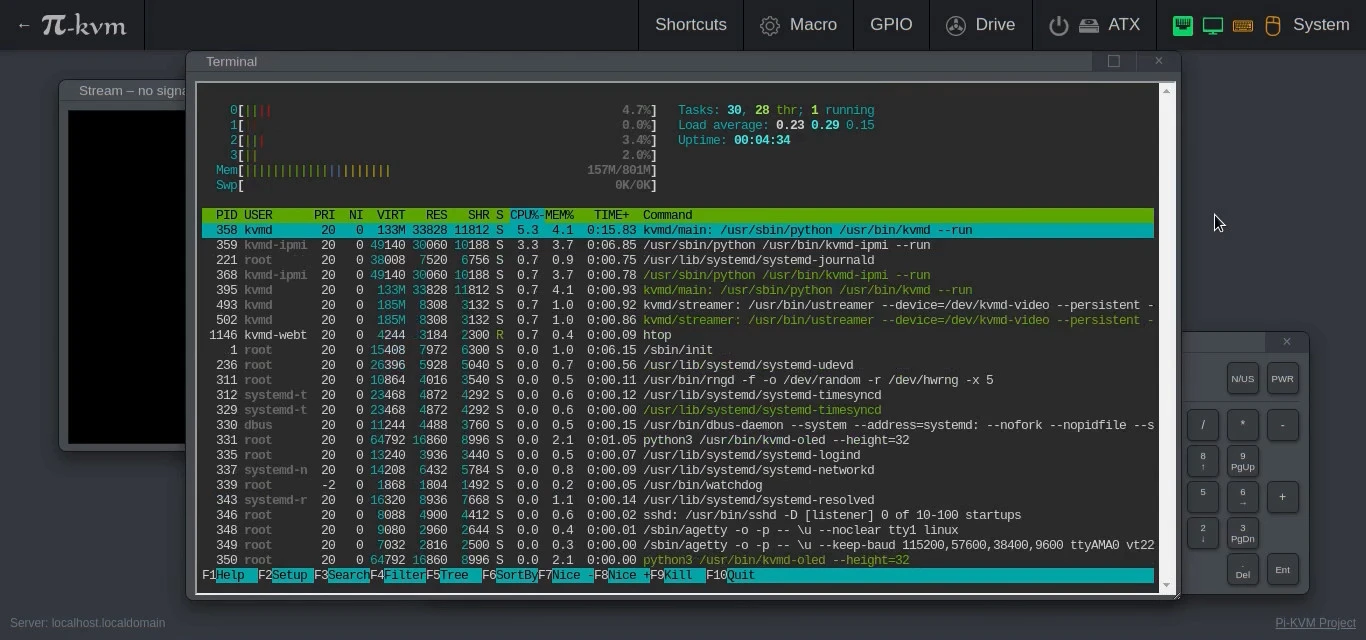 ← π-kvm Shortcuts Macro GPIO Drive ATX System
Terminal
Stream – no signa
0[|||| 4.7%] Tasks: 30, 28 thr; 1 running
1[ 0.0%] Load average: 0.23 0.29 0.15
2[||| 3.4%] Uptime: 00:04:34
3[|| 2.0%]
Mem[||||||||||||||||||||| 157M/801M]
Swp[ 0K/0K]
PID USER PRI NI VIRT RES SHR S CPU%-MEM% TIME+ Command
358 kvmd 20 0 133M 33828 11812 S 5.3 4.1 0:15.83 kvmd/main: /usr/sbin/python /usr/bin/kvmd --run
359 kvmd-ipmi 20 0 49140 30060 10188 S 3.3 3.7 0:06.85 /usr/sbin/python /usr/bin/kvmd-ipmi --run
221 root 20 0 38008 7520 6756 S 0.7 0.9 0:00.75 /usr/lib/systemd/systemd-journald
368 kvmd-ipmi 20 0 49140 30060 10188 S 0.7 3.7 0:00.78 /usr/sbin/python /usr/bin/kvmd-ipmi --run
395 kvmd 20 0 133M 33828 11812 S 0.7 4.1 0:00.93 kvmd/main: /usr/sbin/python /usr/bin/kvmd --run
493 kvmd 20 0 185M 8308 3132 S 0.7 1.0 0:00.92 kvmd/streamer: /usr/bin/ustreamer --device=/dev/kvmd-video --persistent -
502 kvmd 20 0 185M 8308 3132 S 0.7 1.0 0:00.86 kvmd/streamer: /usr/bin/ustreamer --device=/dev/kvmd-video --persistent -
1146 kvmd-webt 20 0 4244 3184 2300 R 0.7 0.4 0:00.09 htop
1 root 20 0 15408 7972 6300 S 0.0 1.0 0:06.15 /sbin/init
236 root 20 0 26396 5928 5040 S 0.0 0.7 0:00.56 /usr/lib/systemd/systemd-udevd
311 root 20 0 10864 4016 3540 S 0.0 0.5 0:00.11 /usr/bin/rngd -f -o /dev/random -r /dev/hwrng -x 5
312 systemd-t 20 0 23468 4872 4292 S 0.0 0.6 0:00.12 /usr/lib/systemd/systemd-timesyncd
329 systemd-t 20 0 23468 4872 4292 S 0.0 0.6 0:00.00 /usr/lib/systemd/systemd-timesyncd
330 dbus 20 0 11244 4488 3760 S 0.0 0.5 0:00.15 /usr/bin/dbus-daemon --system --address=systemd: --nofork --nopidfile --s
331 root 20 0 64792 16860 8996 S 0.0 2.1 0:01.05 python3 /usr/bin/kvmd-oled --height=32
335 root 20 0 13240 3936 3440 S 0.0 0.5 0:00.07 /usr/lib/systemd/systemd-logind
337 systemd-n 20 0 14208 6432 5784 S 0.0 0.8 0:00.09 /usr/lib/systemd/systemd-networkd
339 root -2 0 1868 1804 1492 S 0.0 0.2 0:00.05 /usr/bin/watchdog
343 systemd-r 20 0 16320 8936 7668 S 0.0 1.1 0:00.14 /usr/lib/systemd/systemd-resolved
346 root 20 0 8088 4900 4412 S 0.0 0.6 0:00.02 sshd: /usr/bin/sshd -D [listener] 0 of 10-100 startups
348 root 20 0 9080 2960 2644 S 0.0 0.4 0:00.01 /sbin/agetty -o -p -- \u --noclear tty1 linux
349 root 20 0 7032 2816 2500 S 0.0 0.3 0:00.00 /sbin/agetty -o -p -- \u --keep-baud 115200,57600,38400,9600 ttyAMA0 vt22
350 root 20 0 64792 16860 8996 S 0.0 2.1 0:00.00 python3 /usr/bin/kvmd-oled --height=32
F1Help F2Setup F3SearchF4FilterF5Tree F6SortByF7Nice -F8Nice +F9Kill F10Quit
N/US PWR
/ * -
8 ↑ 9 PgUp
5 6 → +
2 ↓ 3 PgDn
. Del Ent
Server: localhost.localdomain
Pi-KVM Project